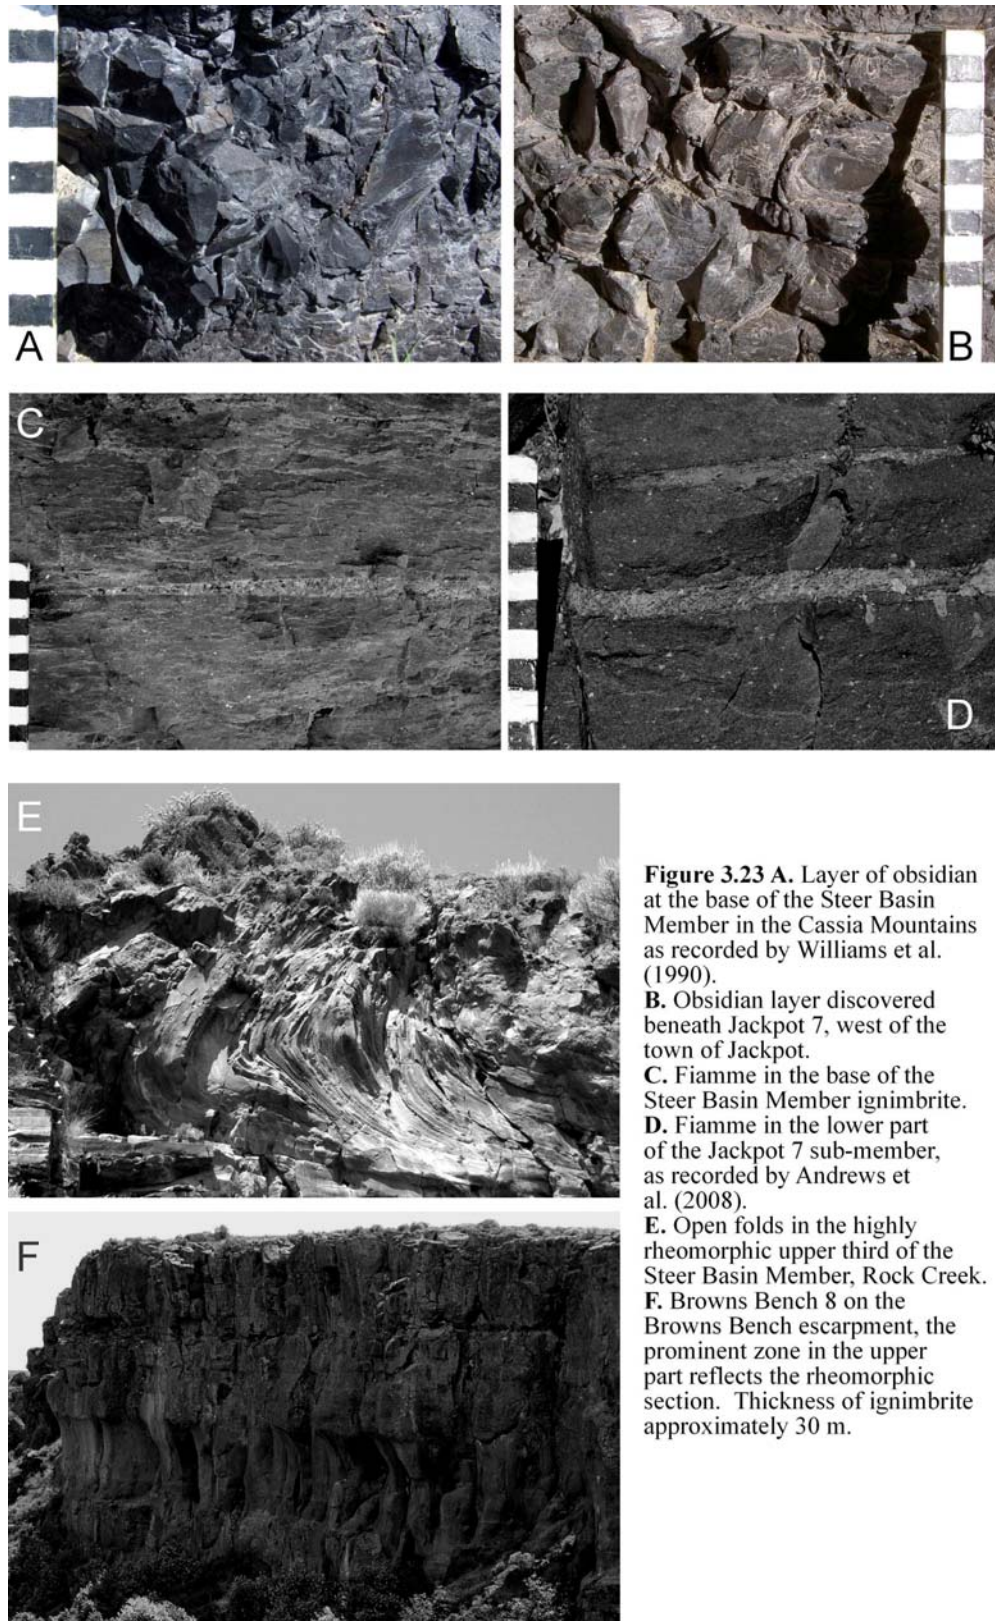 A
B
C
D
E
F
Figure 3.23 A. Layer of obsidian
at the base of the Steer Basin
Member in the Cassia Mountains
as recorded by Williams et al.
(1990).
B. Obsidian layer discovered
beneath Jackpot 7, west of the
town of Jackpot.
C. Fiamme in the base of the
Steer Basin Member ignimbrite.
D. Fiamme in the lower part
of the Jackpot 7 sub-member,
as recorded by Andrews et
al. (2008).
E. Open folds in the highly
rheomorphic upper third of the
Steer Basin Member, Rock Creek.
F. Browns Bench 8 on the
Browns Bench escarpment, the
prominent zone in the upper
part reflects the rheomorphic
section.  Thickness of ignimbrite
approximately 30 m.